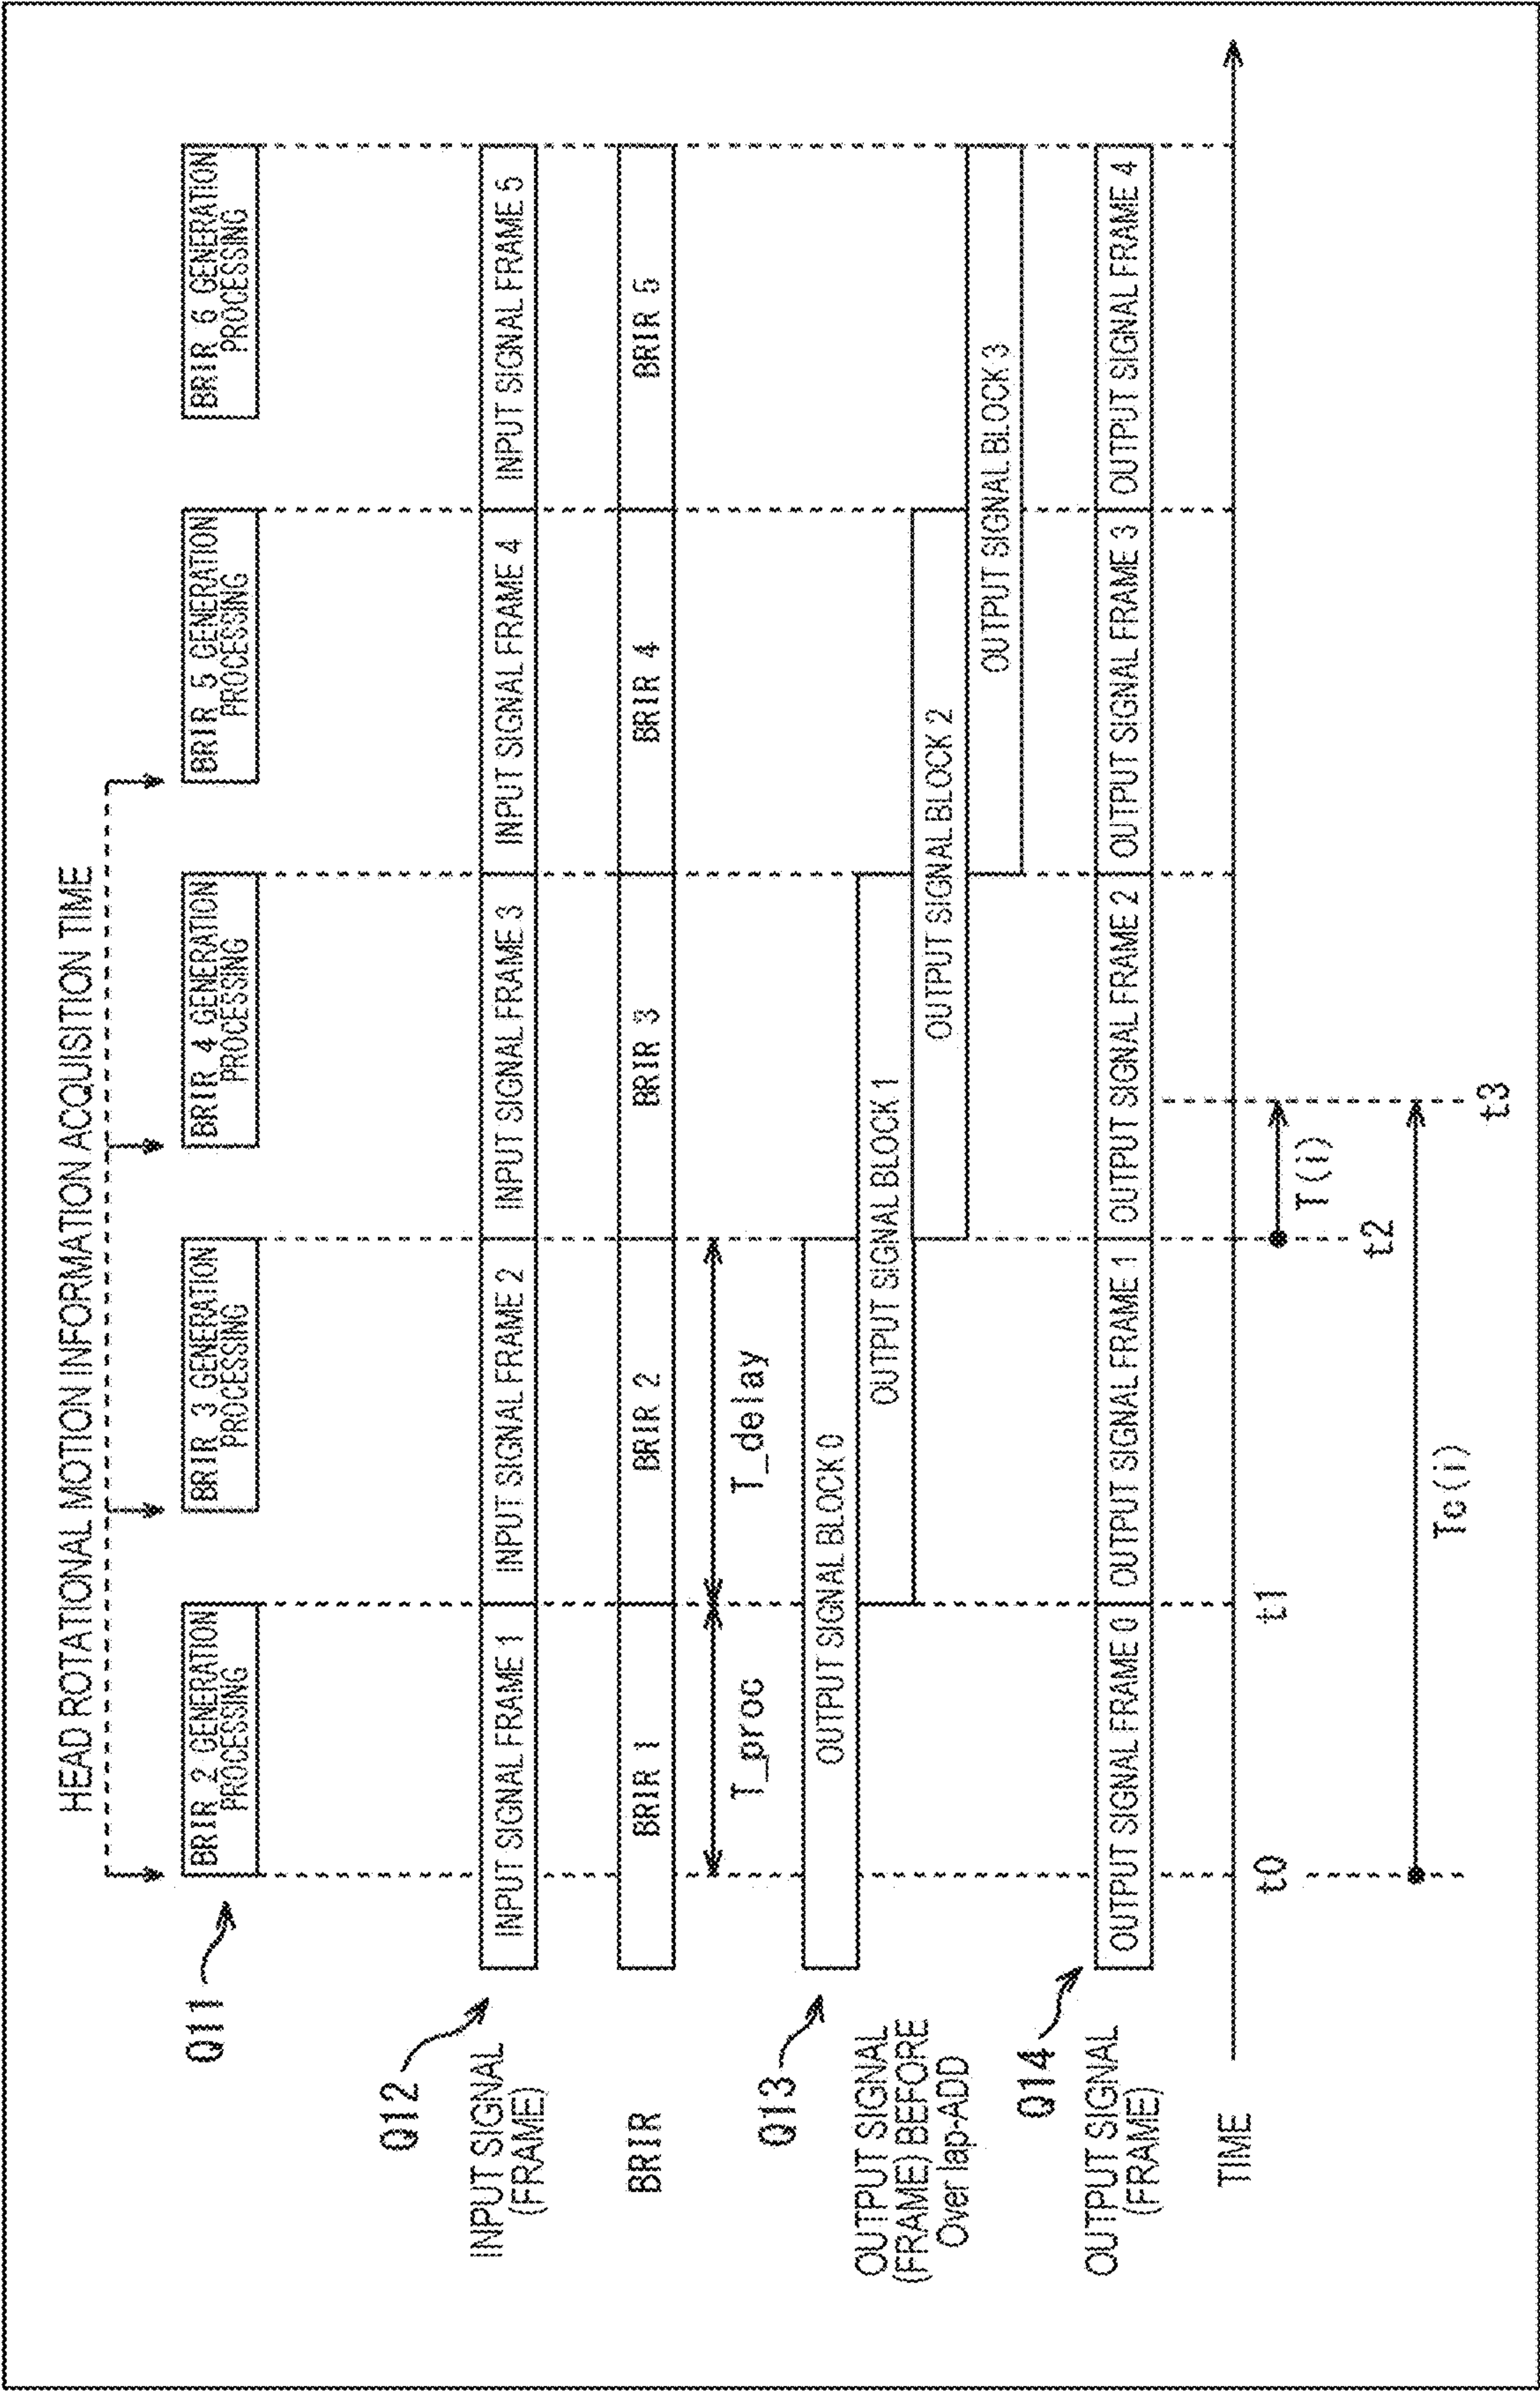 HEAD ROTATIONAL MOTION INFORMATION ACQUISITION TIME
Q11
BRIR 2 GENERATION
PROCESSING
BRIR 3 GENERATION
PROCESSING
BRIR 4 GENERATION
PROCESSING
BRIR 5 GENERATION
PROCESSING
BRIR 6 GENERATION
PROCESSING
Q12
INPUT SIGNAL
(FRAME)
INPUT SIGNAL FRAME 1
INPUT SIGNAL FRAME 2
INPUT SIGNAL FRAME 3
INPUT SIGNAL FRAME 4
INPUT SIGNAL FRAME 5
BRIR
BRIR 1
BRIR 2
BRIR 3
BRIR 4
BRIR 5
T_proc
T_delay
Q13
OUTPUT SIGNAL
(FRAME) BEFORE
Over lap-ADD
OUTPUT SIGNAL BLOCK 0
OUTPUT SIGNAL BLOCK 1
OUTPUT SIGNAL BLOCK 2
OUTPUT SIGNAL BLOCK 3
Q14
OUTPUT SIGNAL
(FRAME)
OUTPUT SIGNAL FRAME 0
OUTPUT SIGNAL FRAME 1
OUTPUT SIGNAL FRAME 2
OUTPUT SIGNAL FRAME 3
OUTPUT SIGNAL FRAME 4
TIME
t0
t1
T(i)
t2
Tc(i)
t3